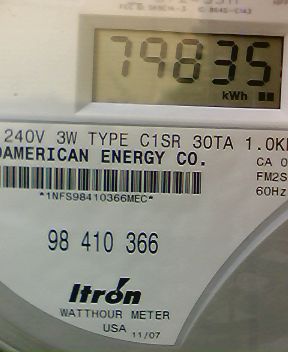 79835
kWh
240V 3W TYPE C1SR 30TA 1.0K
AMERICAN ENERGY CO.
CA 0
FM2S
60Hz
*1NFS98410366MEC*
98 410 366
Itron
WATTHOUR METER
USA 11/07